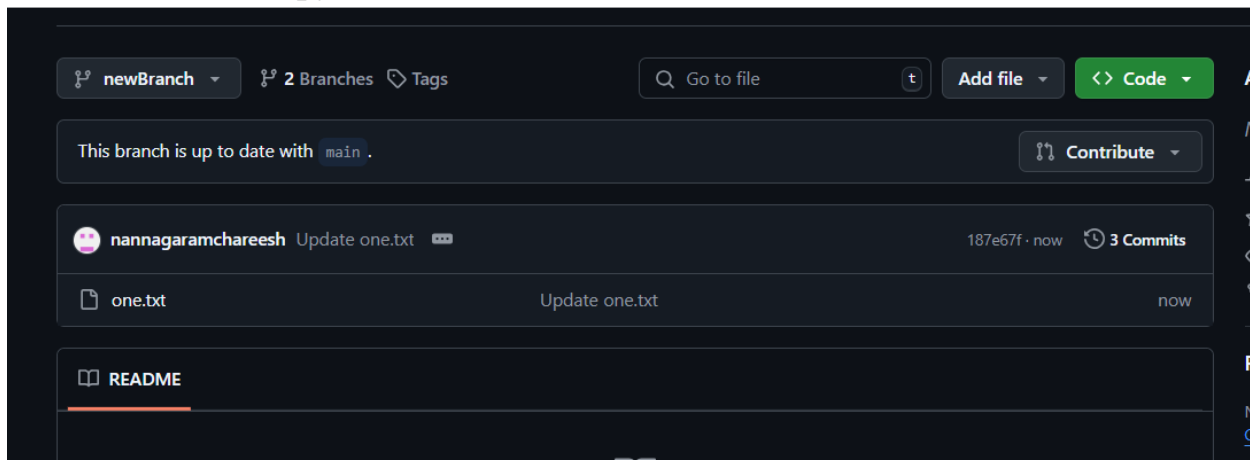 newBranch 2 Branches Tags Go to file t Add file Code
This branch is up to date with main. Contribute
nannagaramchareesh Update one.txt 187e67f · now 3 Commits
one.txt Update one.txt now
README